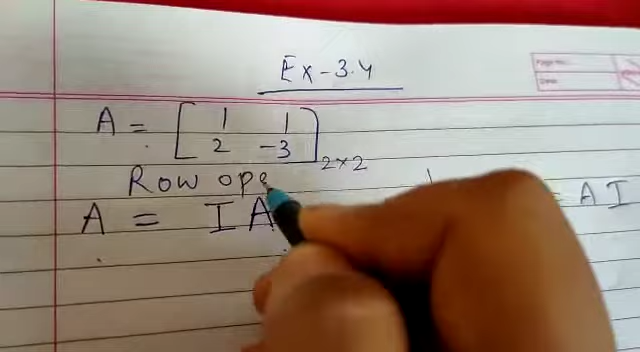 Ex-3.4
A = [ 1 1
2 -3 ] 2×2
Row ope
A = IA = AI